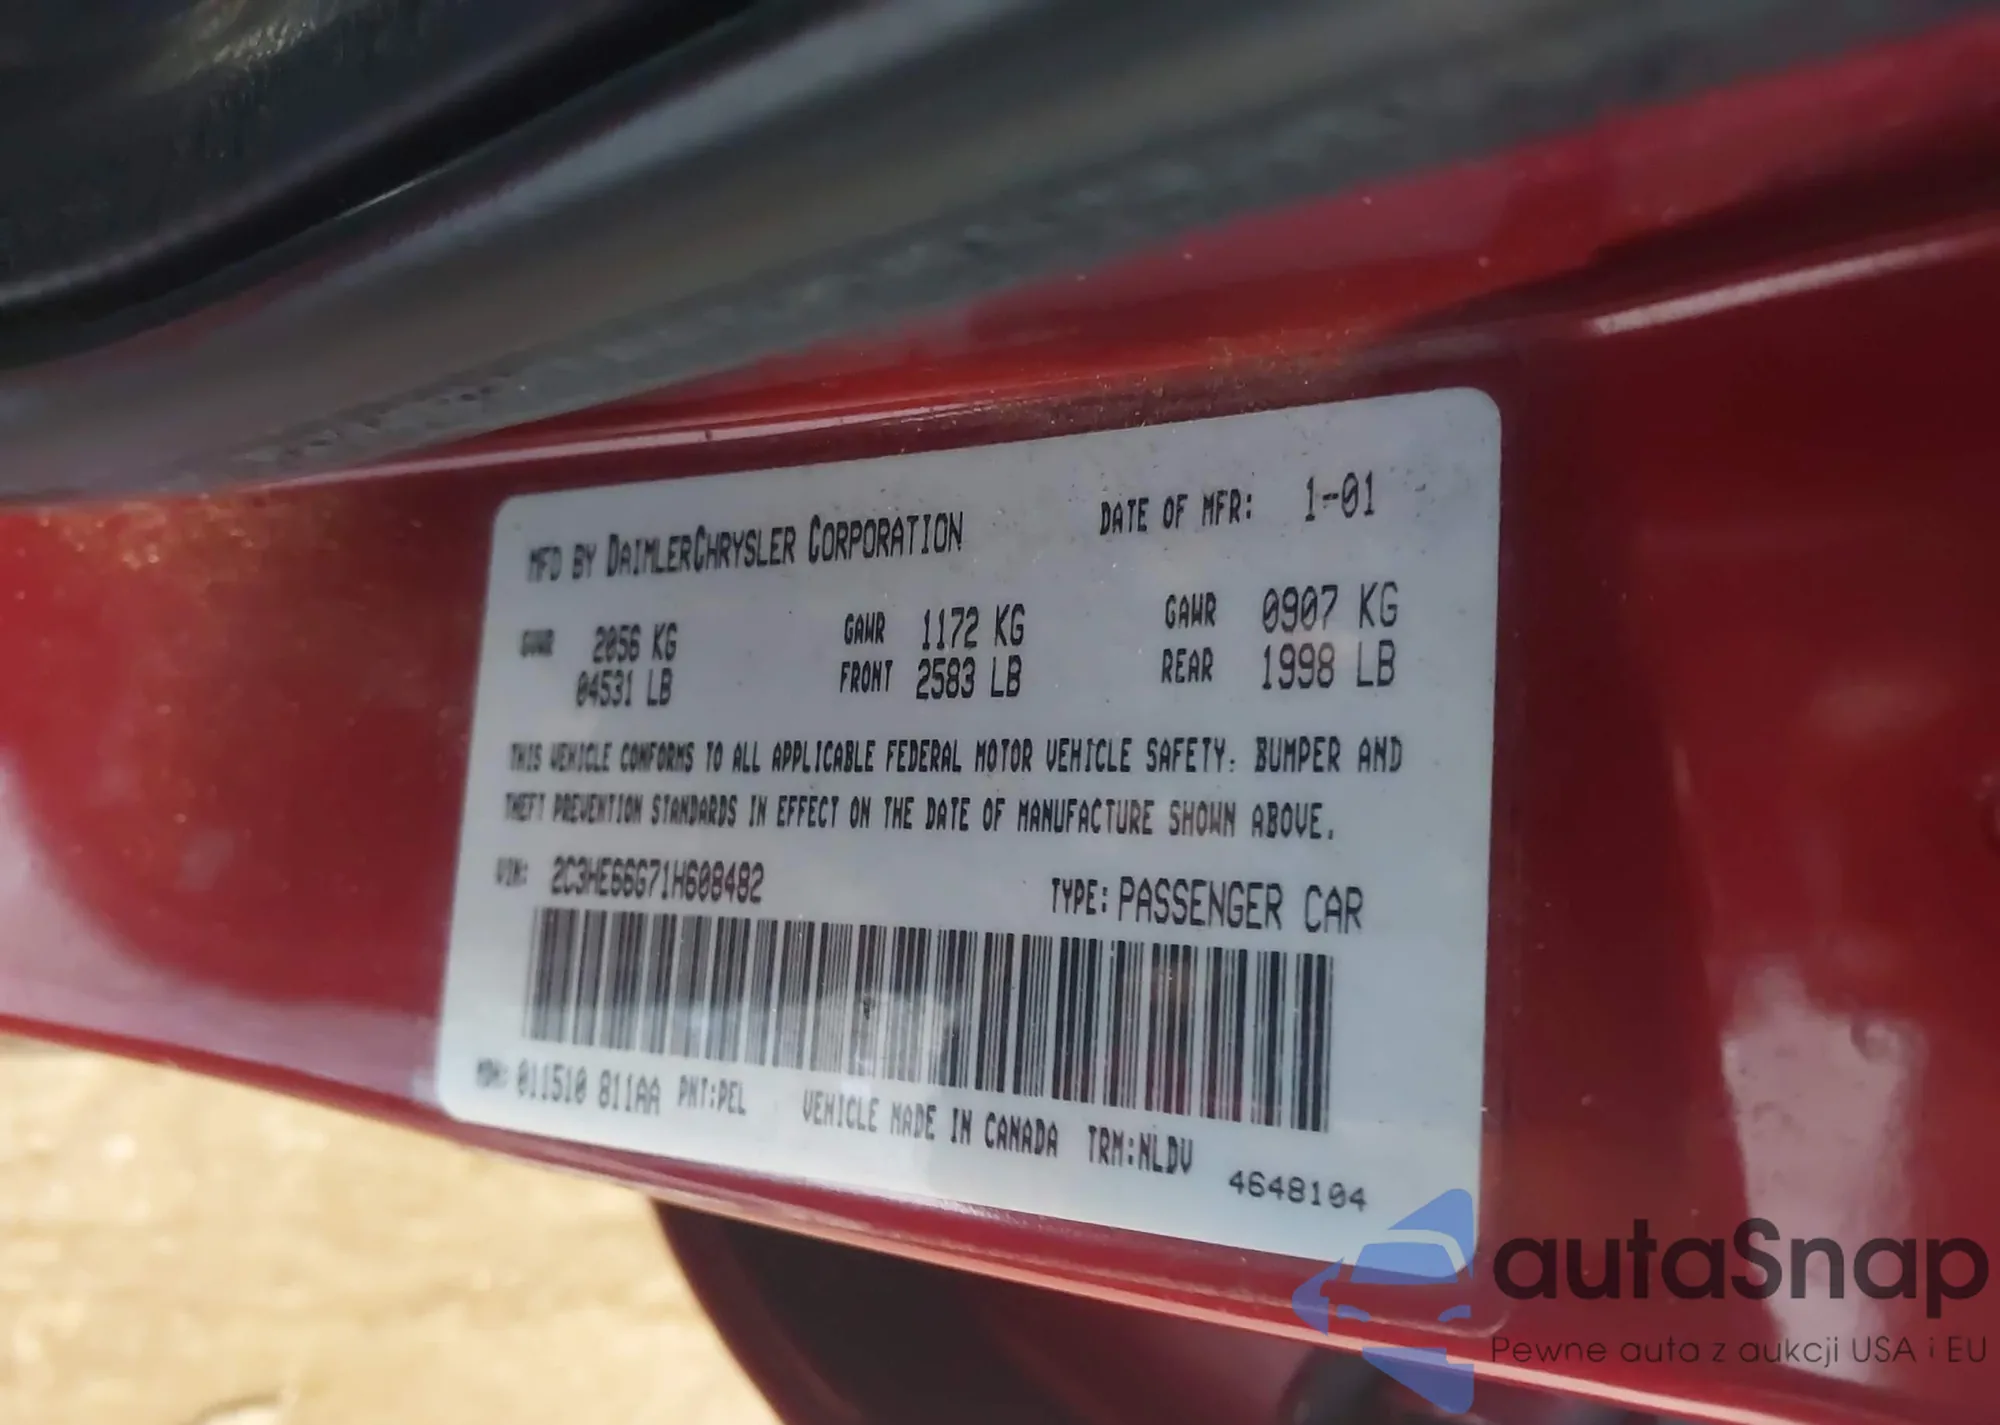 MFD BY DAIMLERCHRYSLER CORPORATION DATE OF MFR: 1-01
GVWR 2056 KG GAWR 1172 KG GAWR 0907 KG
04531 LB FRONT 2583 LB REAR 1998 LB
THIS VEHICLE CONFORMS TO ALL APPLICABLE FEDERAL MOTOR VEHICLE SAFETY. BUMPER AND
THEFT PREVENTION STANDARDS IN EFFECT ON THE DATE OF MANUFACTURE SHOWN ABOVE.
VIN: 2C3HE66G71H608482 TYPE: PASSENGER CAR
MDH: 011510 811AA PNT:PEL VEHICLE MADE IN CANADA TRM:NLDV
4648104
autaSnap
Pewne auta z aukcji USA i EU